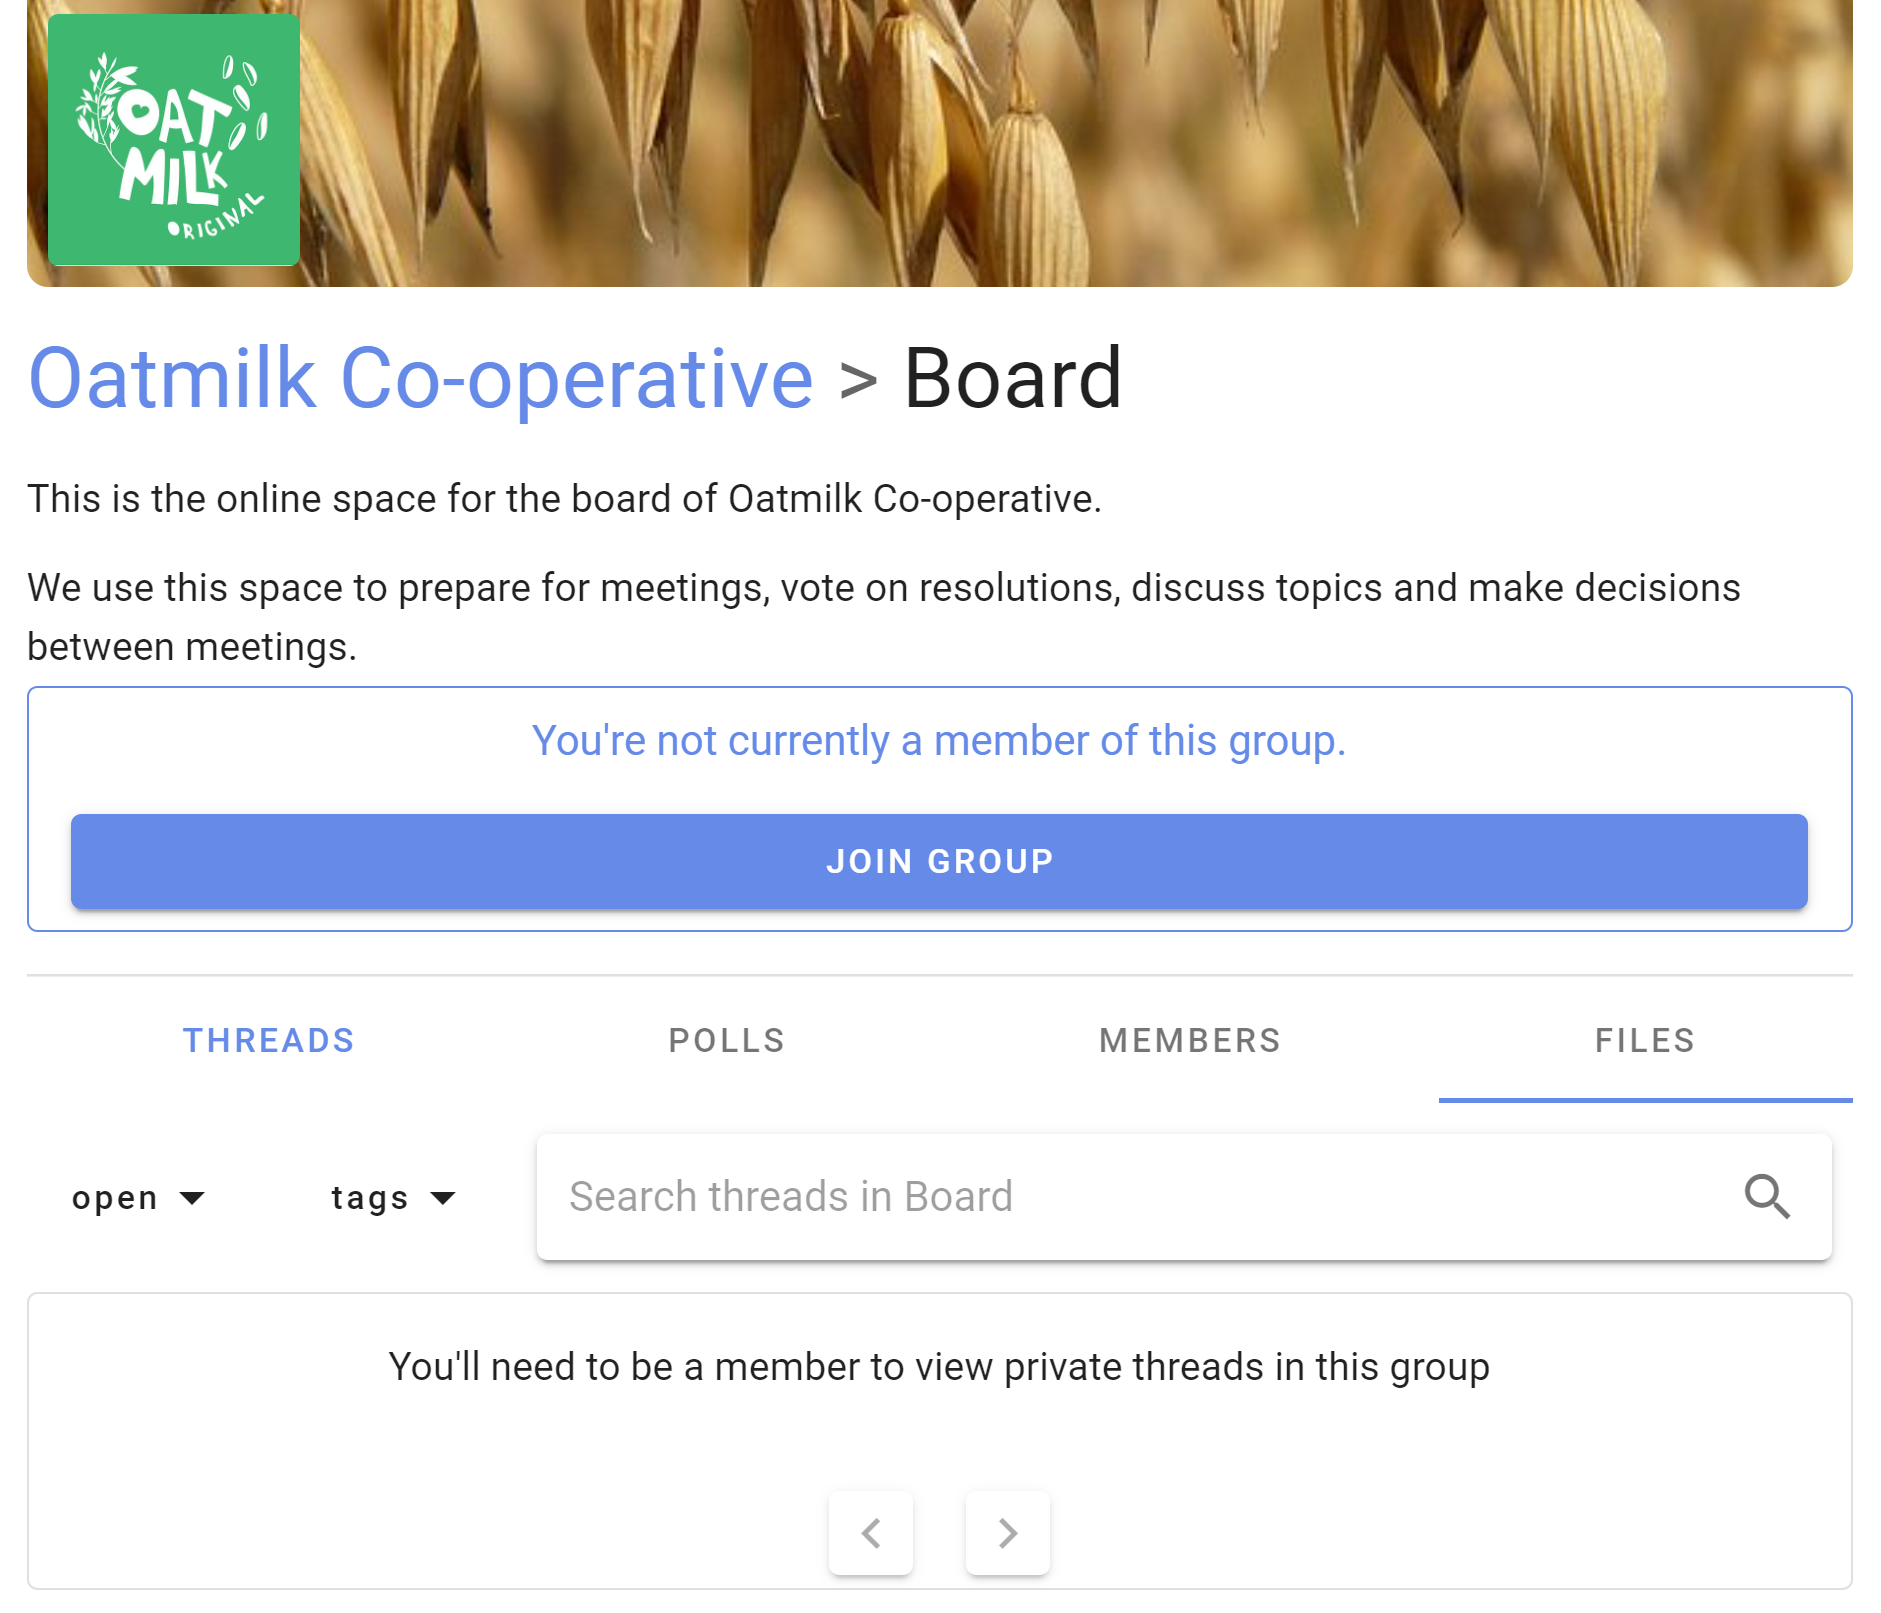 OAT
MILK
ORIGINAL
Oatmilk Co-operative > Board
This is the online space for the board of Oatmilk Co-operative.
We use this space to prepare for meetings, vote on resolutions, discuss topics and make decisions
between meetings.
You're not currently a member of this group.
JOIN GROUP
THREADS POLLS MEMBERS FILES
open tags Search threads in Board
You'll need to be a member to view private threads in this group